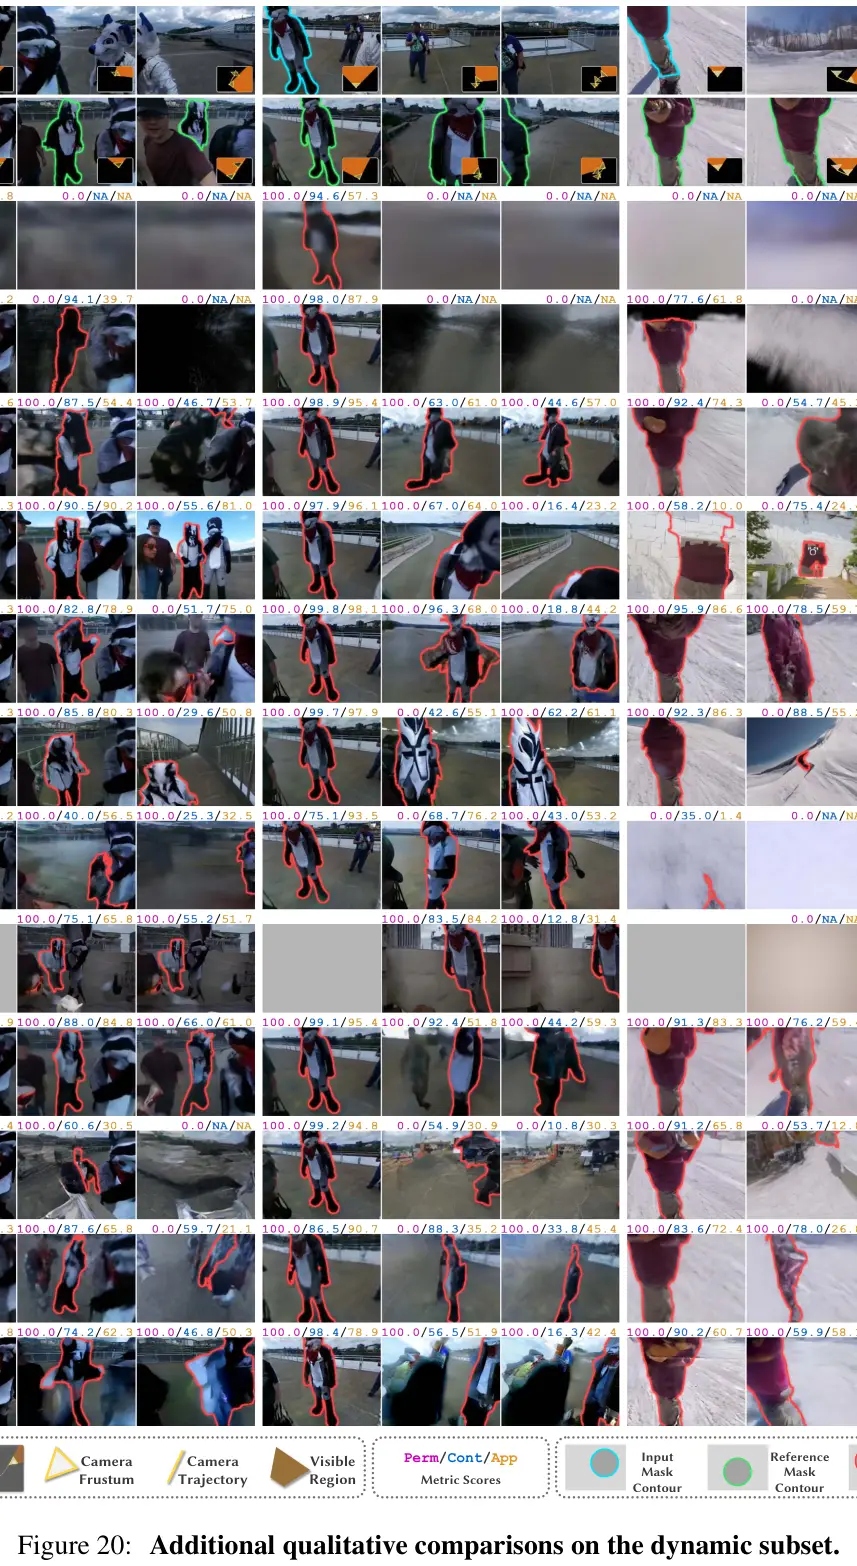 .8 0.0/NA/NA 0.0/NA/NA 100.0/94.6/57.3 0.0/NA/NA 0.0/NA/NA 0.0/NA/NA 0.0/NA/NA
.2 0.0/94.1/39.7 0.0/NA/NA 100.0/98.0/87.9 0.0/NA/NA 0.0/NA/NA 100.0/77.6/61.8 0.0/NA/NA
.6 100.0/87.5/54.4 100.0/46.7/53.7 100.0/98.9/95.4 100.0/63.0/61.0 100.0/44.6/57.0 100.0/92.4/74.3 0.0/54.7/45.
.3 100.0/90.5/90.2 100.0/55.6/81.0 100.0/97.9/96.1 100.0/67.0/64.0 100.0/16.4/23.2 100.0/58.2/10.0 0.0/75.4/24.
.3 100.0/82.8/78.9 0.0/51.7/75.0 100.0/99.8/98.1 100.0/96.3/68.0 100.0/18.8/44.2 100.0/95.9/86.6 100.0/78.5/59.
.3 100.0/85.8/80.3 100.0/29.6/50.8 100.0/99.7/97.9 0.0/42.6/55.1 100.0/62.2/61.1 100.0/92.3/86.3 0.0/88.5/55.
.2 100.0/40.0/56.5 100.0/25.3/32.5 100.0/75.1/93.5 0.0/68.7/76.2 100.0/43.0/53.2 0.0/35.0/1.4 0.0/NA/NA
100.0/75.1/65.8 100.0/55.2/51.7 100.0/83.5/84.2 100.0/12.8/31.4 0.0/NA/NA
.9 100.0/88.0/84.8 100.0/66.0/61.0 100.0/99.1/95.4 100.0/92.4/51.8 100.0/44.2/59.3 100.0/91.3/83.3 100.0/76.2/59.
.4 100.0/60.6/30.5 0.0/NA/NA 100.0/99.2/94.8 0.0/54.9/30.9 0.0/10.8/30.3 100.0/91.2/65.8 0.0/53.7/12.
.3 100.0/87.6/65.8 0.0/59.7/21.1 100.0/86.5/90.7 0.0/88.3/35.2 100.0/33.8/45.4 100.0/83.6/72.4 100.0/78.0/26.
.8 100.0/74.2/62.3 100.0/46.8/50.3 100.0/98.4/78.9 100.0/56.5/51.9 100.0/16.3/42.4 100.0/90.2/60.7 100.0/59.9/58.
Camera
Frustum
Camera
Trajectory
Visible
Region
Perm/Cont/App
Metric Scores
Input
Mask
Contour
Reference
Mask
Contour
Figure 20: Additional qualitative comparisons on the dynamic subset.